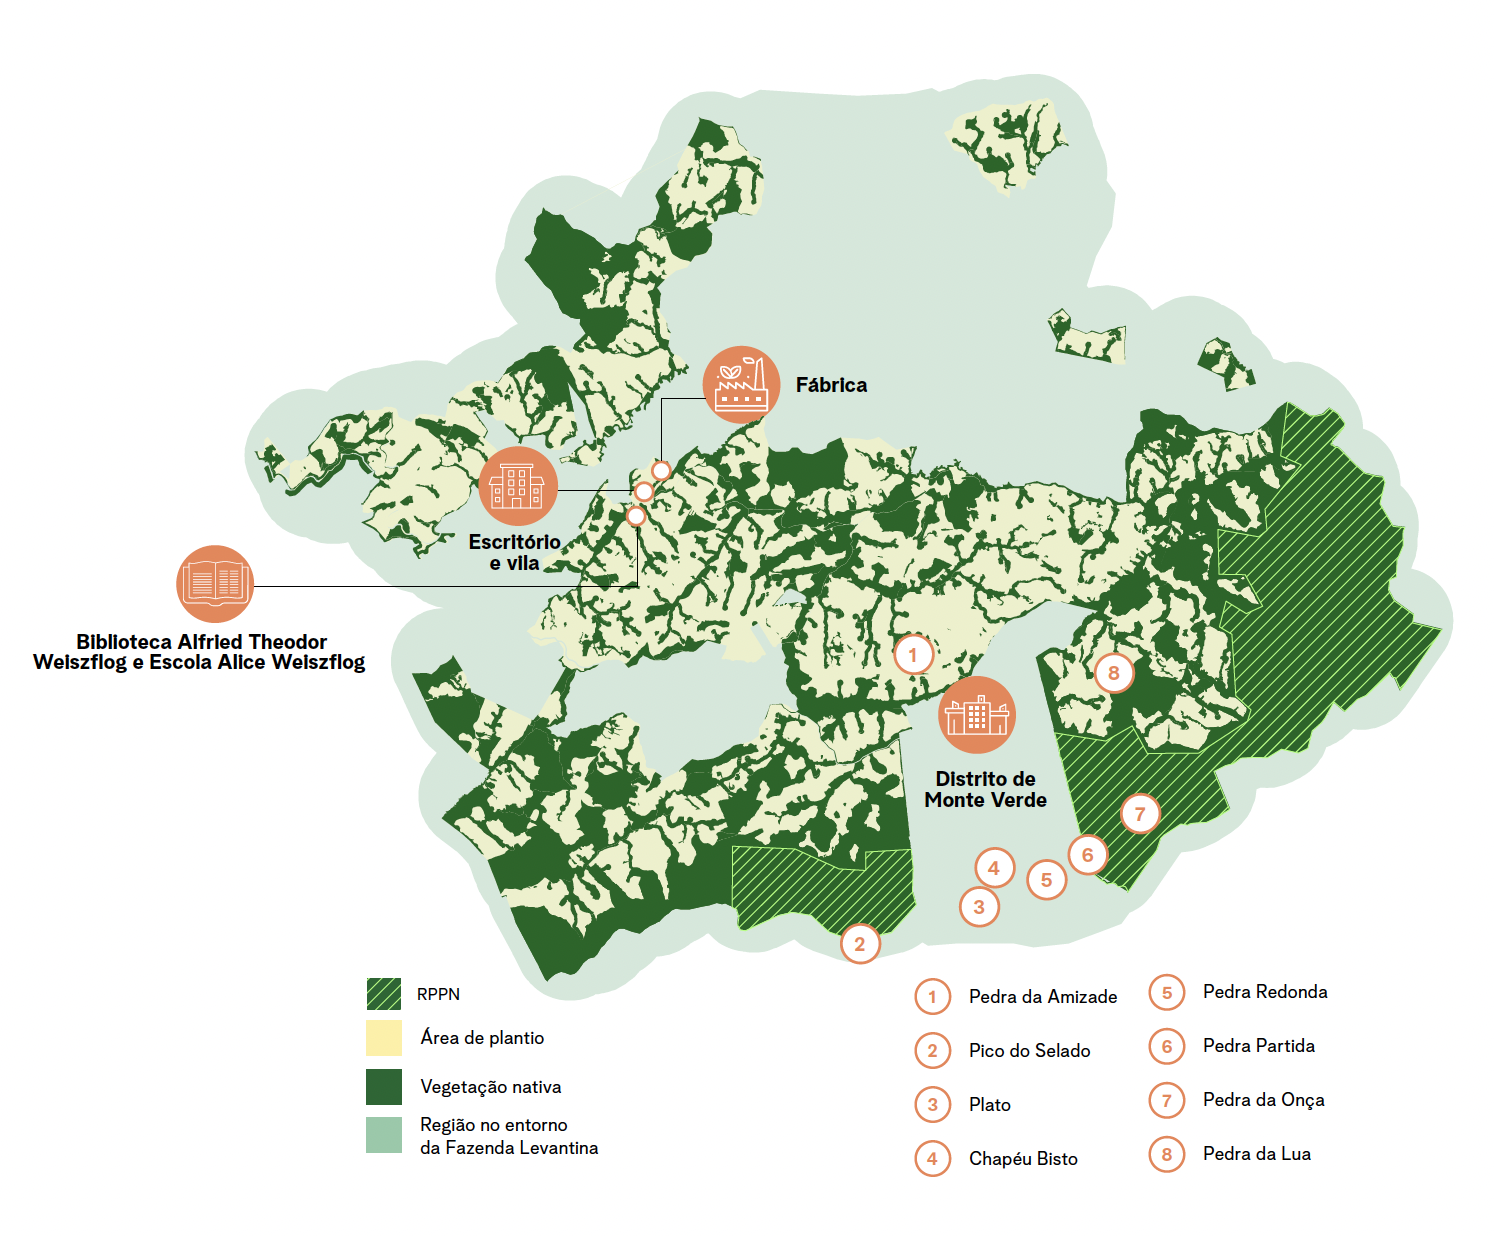 Fábrica
Escritório
e vila
Biblioteca Alfried Theodor
Weiszflog e Escola Alice Weiszflog
1
8
Distrito de
Monte Verde
7
6
4
5
3
2
RPPN
Área de plantio
Vegetação nativa
Região no entorno
da Fazenda Levantina
1 Pedra da Amizade
2 Pico do Selado
3 Plato
4 Chapéu Bisto
5 Pedra Redonda
6 Pedra Partida
7 Pedra da Onça
8 Pedra da Lua